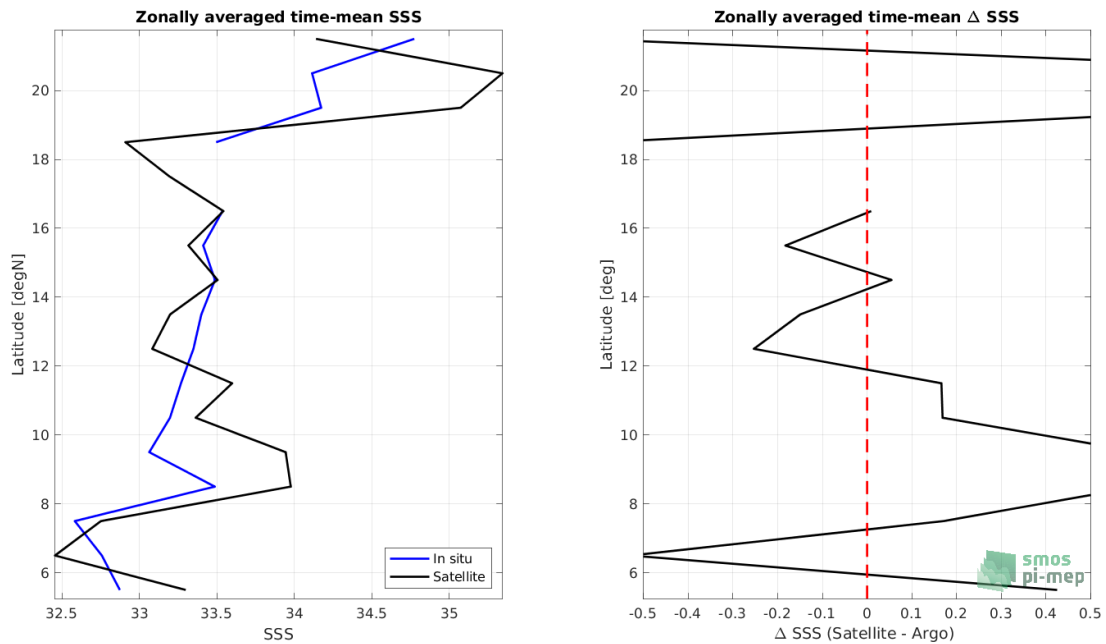 Zonally averaged time-mean SSS
20
18
16
14
12
10
8
6
Latitude [degN]
32.5 33 33.5 34 34.5 35
SSS
In situ
Satellite
Zonally averaged time-mean Δ SSS
20
18
16
14
12
10
8
6
Latitude [deg]
-0.5 -0.4 -0.3 -0.2 -0.1 0 0.1 0.2 0.3 0.4 0.5
Δ SSS (Satellite - Argo)
smos
pi-mep